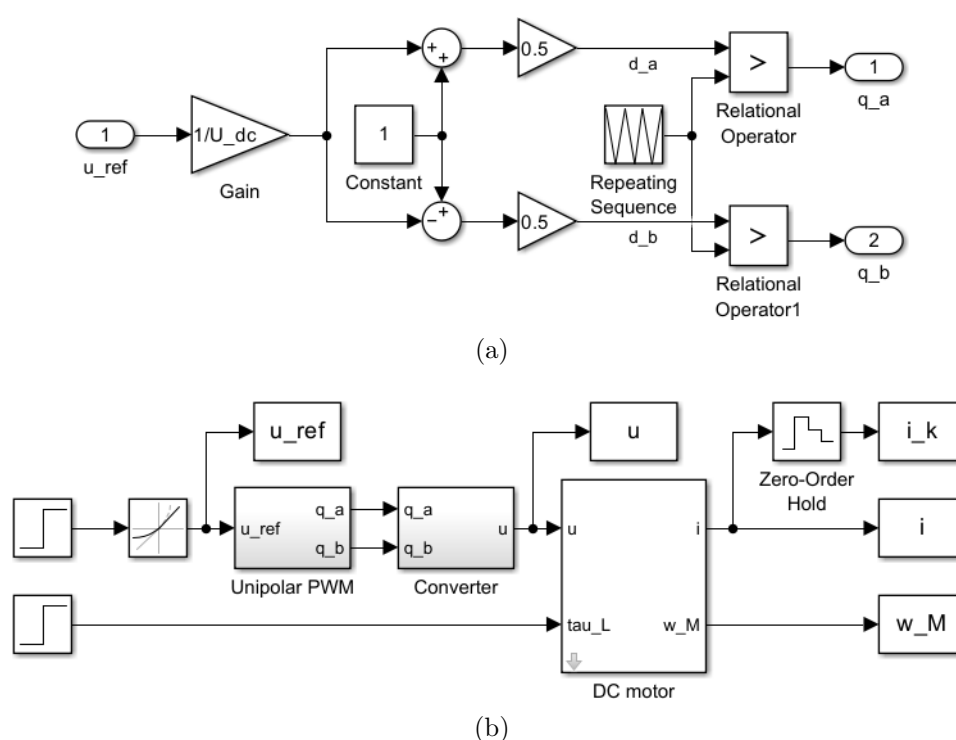 +
+
0.5
d_a
>
Relational
Operator
1
q_a
1
u_ref
1/U_dc
Gain
1
Constant
Repeating
Sequence
−
+
0.5
d_b
>
Relational
Operator1
2
q_b
(a)
u_ref
u
Zero-Order
Hold
i_k
u_ref
q_a
q_b
Unipolar PWM
q_a
q_b
u
Converter
u
i
tau_L
w_M
DC motor
i
w_M
(b)